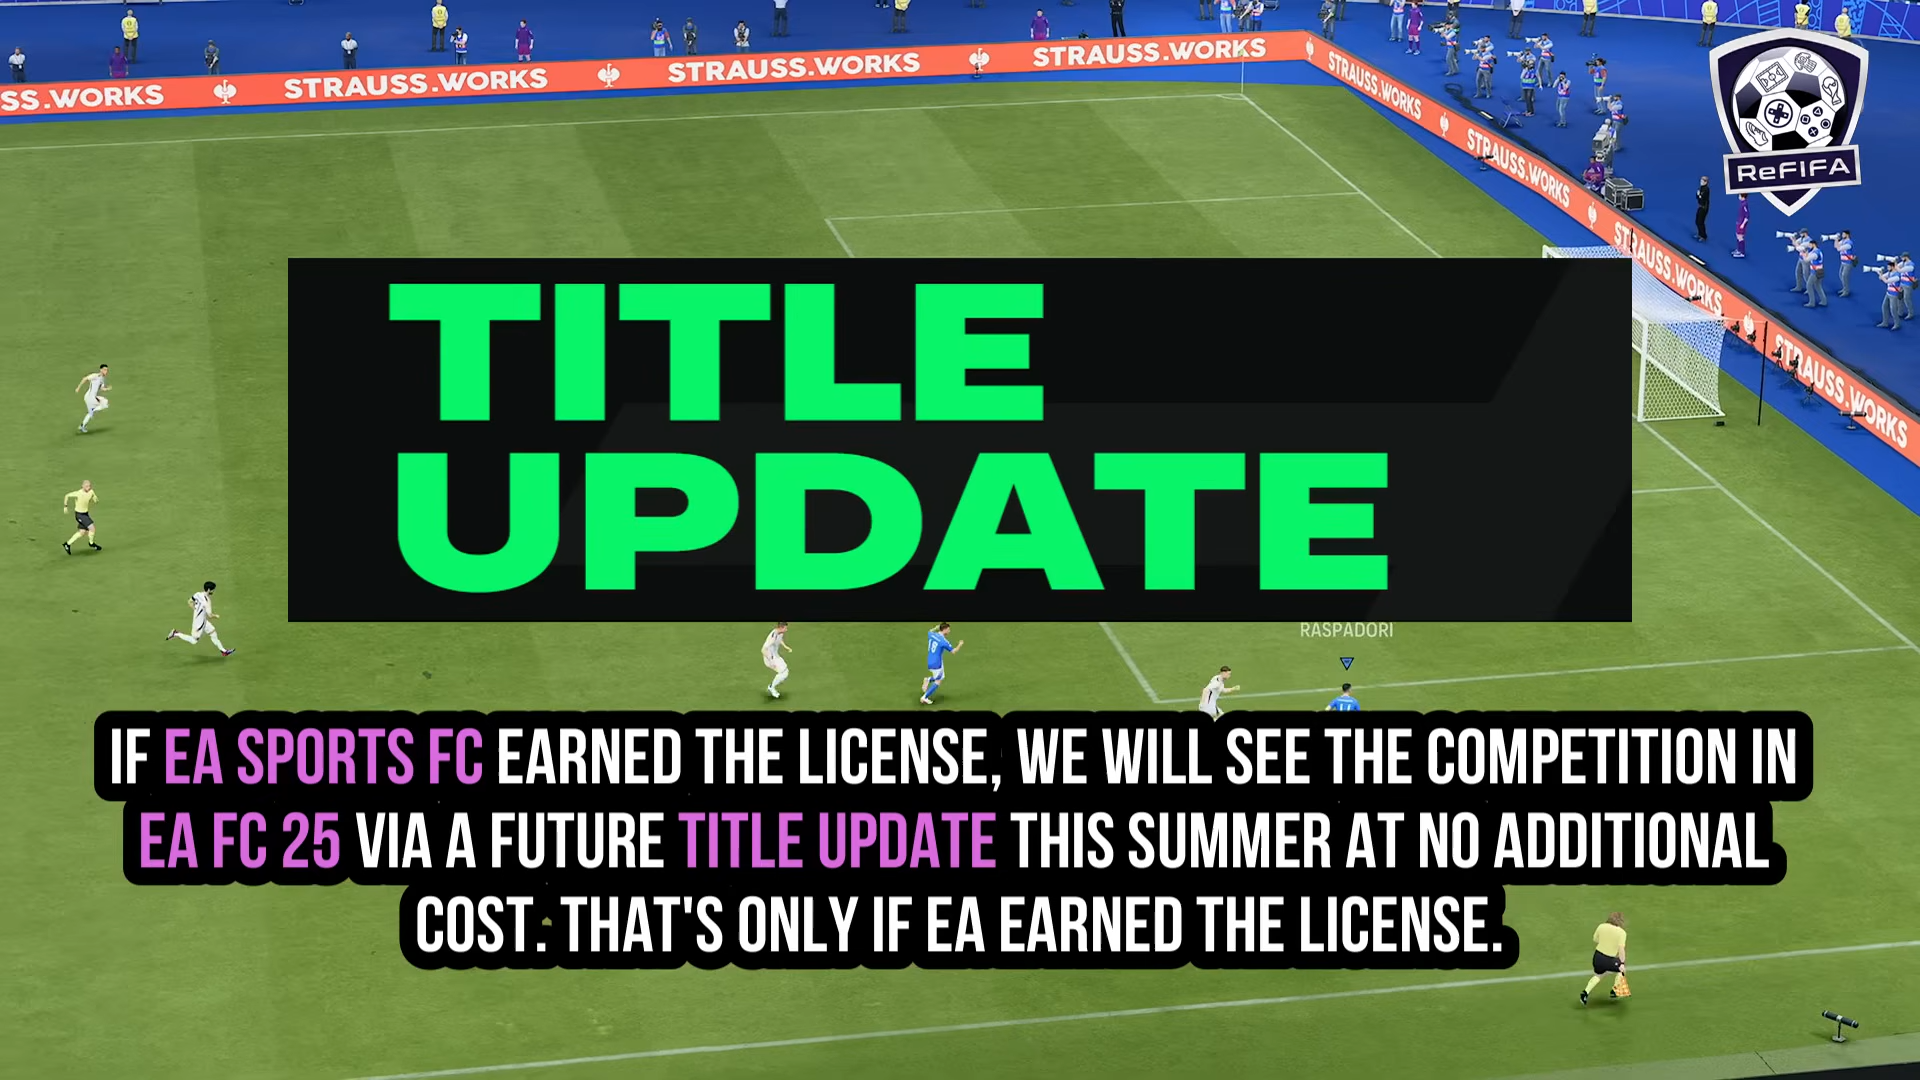 SS.WORKS
STRAUSS.WORKS
STRAUSS.WORKS
STRAUSS.WORKS
STRAUSS.WORKS
STRAUSS.WORKS
STRAUSS.WORKS
STRAUSS.WORKS
ReFIFA
TITLE
UPDATE
RASPADORI
18
IF EA SPORTS FC EARNED THE LICENSE, WE WILL SEE THE COMPETITION IN
EA FC 25 VIA A FUTURE TITLE UPDATE THIS SUMMER AT NO ADDITIONAL
COST. THAT'S ONLY IF EA EARNED THE LICENSE.